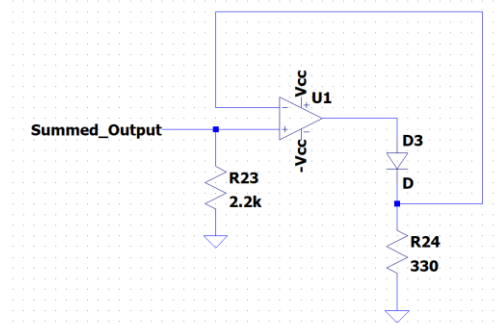 Vcc
U1
Summed_Output
-Vcc
D3
D
R23
2.2k
R24
330